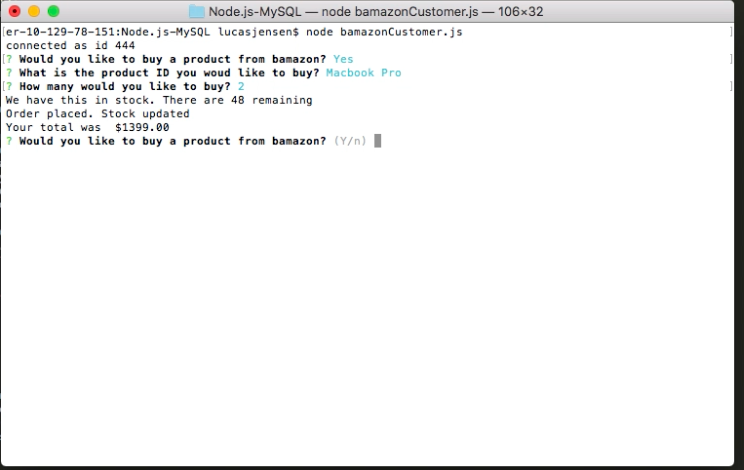 Node.js-MySQL — node bamazonCustomer.js — 106×32
[er-10-129-78-151:Node.js-MySQL lucasjensen$ node bamazonCustomer.js ]
connected as id 444
[? Would you like to buy a product from bamazon? Yes ]
? What is the product ID you woud like to buy? Macbook Pro
[? How many would you like to buy? 2 ]
We have this in stock. There are 48 remaining
Order placed. Stock updated
Your total was  $1399.00
? Would you like to buy a product from bamazon? (Y/n)